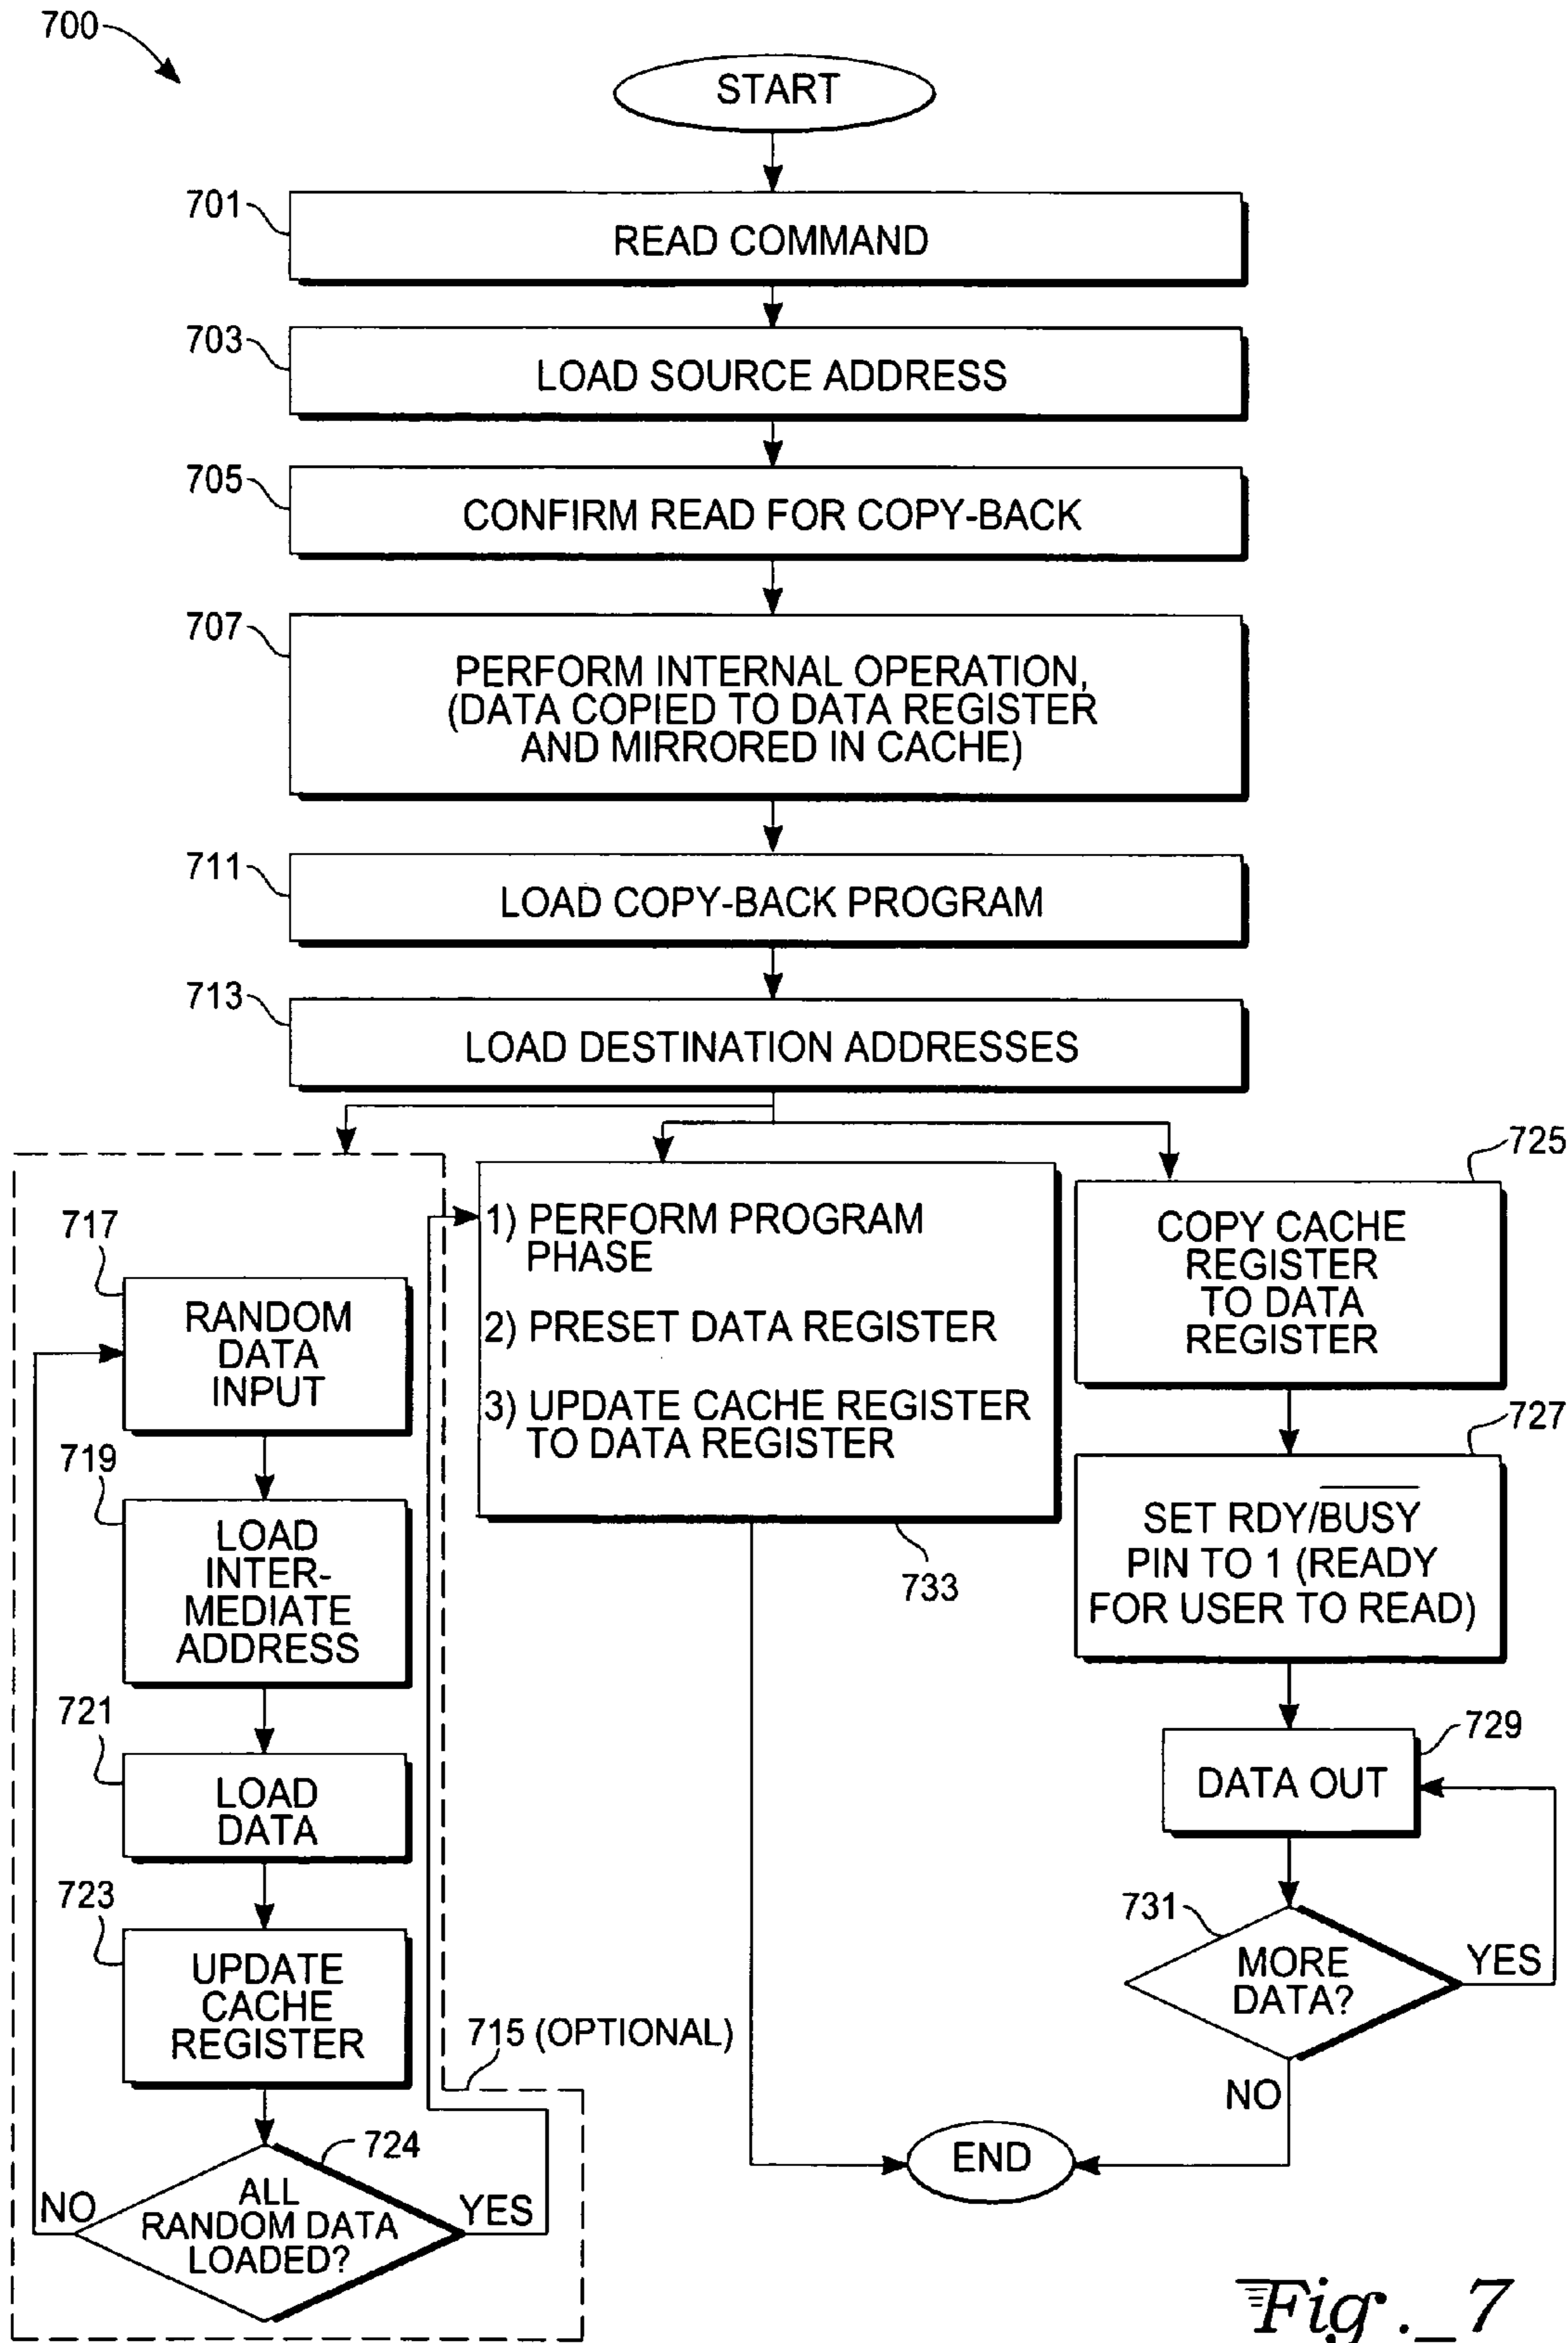 700
START
701
READ COMMAND
703
LOAD SOURCE ADDRESS
705
CONFIRM READ FOR COPY-BACK
707
PERFORM INTERNAL OPERATION,
(DATA COPIED TO DATA REGISTER
AND MIRRORED IN CACHE)
711
LOAD COPY-BACK PROGRAM
713
LOAD DESTINATION ADDRESSES
717
RANDOM
DATA
INPUT
719
LOAD
INTER-
MEDIATE
ADDRESS
721
LOAD
DATA
723
UPDATE
CACHE
REGISTER
715 (OPTIONAL)
724
ALL
RANDOM DATA
LOADED?
NO
YES
1) PERFORM PROGRAM
PHASE
2) PRESET DATA REGISTER
3) UPDATE CACHE REGISTER
TO DATA REGISTER
733
725
COPY CACHE
REGISTER
TO DATA
REGISTER
727
SET RDY/BUSY
PIN TO 1 (READY
FOR USER TO READ)
729
DATA OUT
731
MORE
DATA?
YES
NO
END
Fig._7